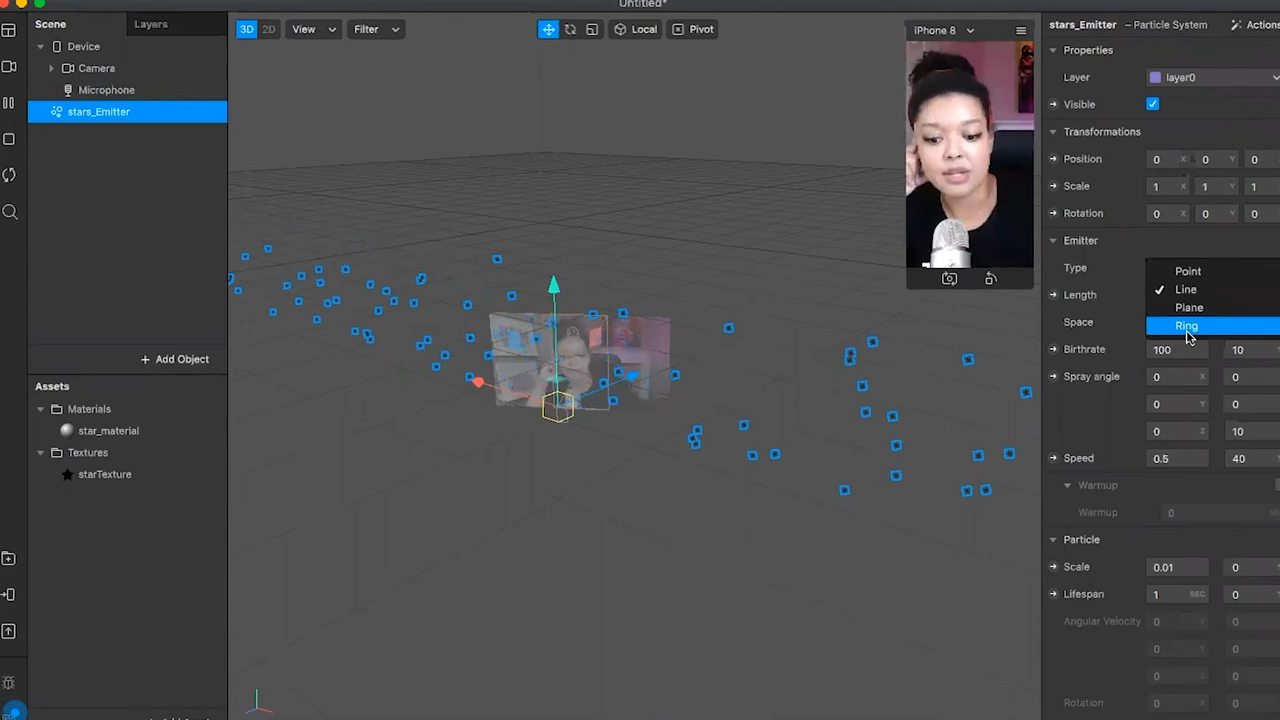 Untitled*
Scene Layers
Device
Camera
Microphone
stars_Emitter
Add Object
Assets
Materials
star_material
Textures
starTexture
3D 2D View Filter Local Pivot
iPhone 8
stars_Emitter – Particle System Actions
Properties
Layer layer0
Visible
Transformations
Position 0 X 0 Y 0
Scale 1 X 1 Y 1
Rotation 0 X 0 Y 0
Emitter
Type Point
Line
Length Plane
Space Ring
Birthrate 100 10
Spray angle 0 X 0
0 Y 0
0 Z 10
Speed 0.5 40
Warmup
Warmup 0
Particle
Scale 0.01 0
Lifespan 1 SEC 0
Angular Velocity 0 0
0 0
0 0
Rotation 0 0